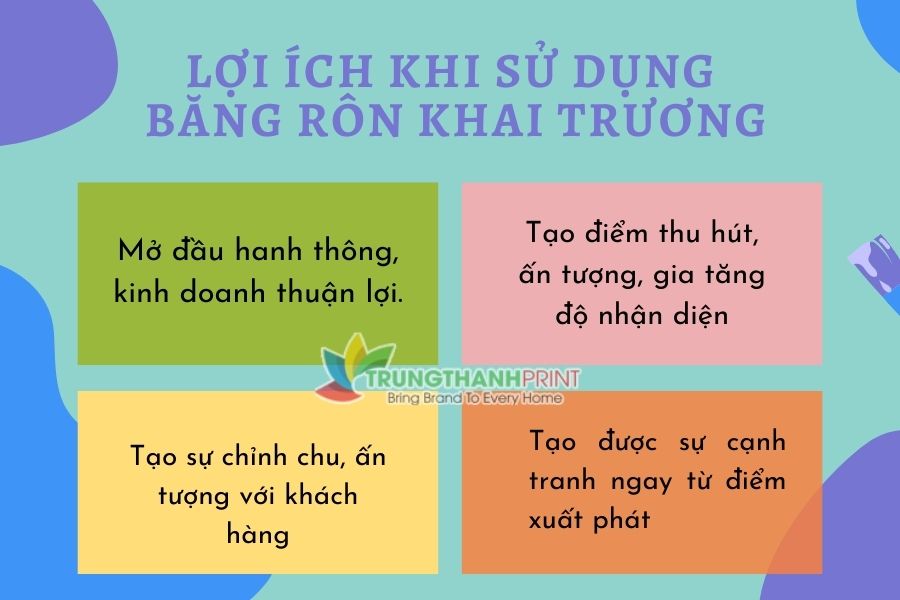 LỢI ÍCH KHI SỬ DỤNG
BĂNG RÔN KHAI TRƯƠNG
Mở đầu hanh thông,
kinh doanh thuận lợi.
Tạo điểm thu hút,
ấn tượng, gia tăng
độ nhận diện
TRUNGTHANHPRINT
Bring Brand To Every Home
Tạo sự chỉnh chu, ấn
tượng với khách
hàng
Tạo được sự cạnh
tranh ngay từ điểm
xuất phát